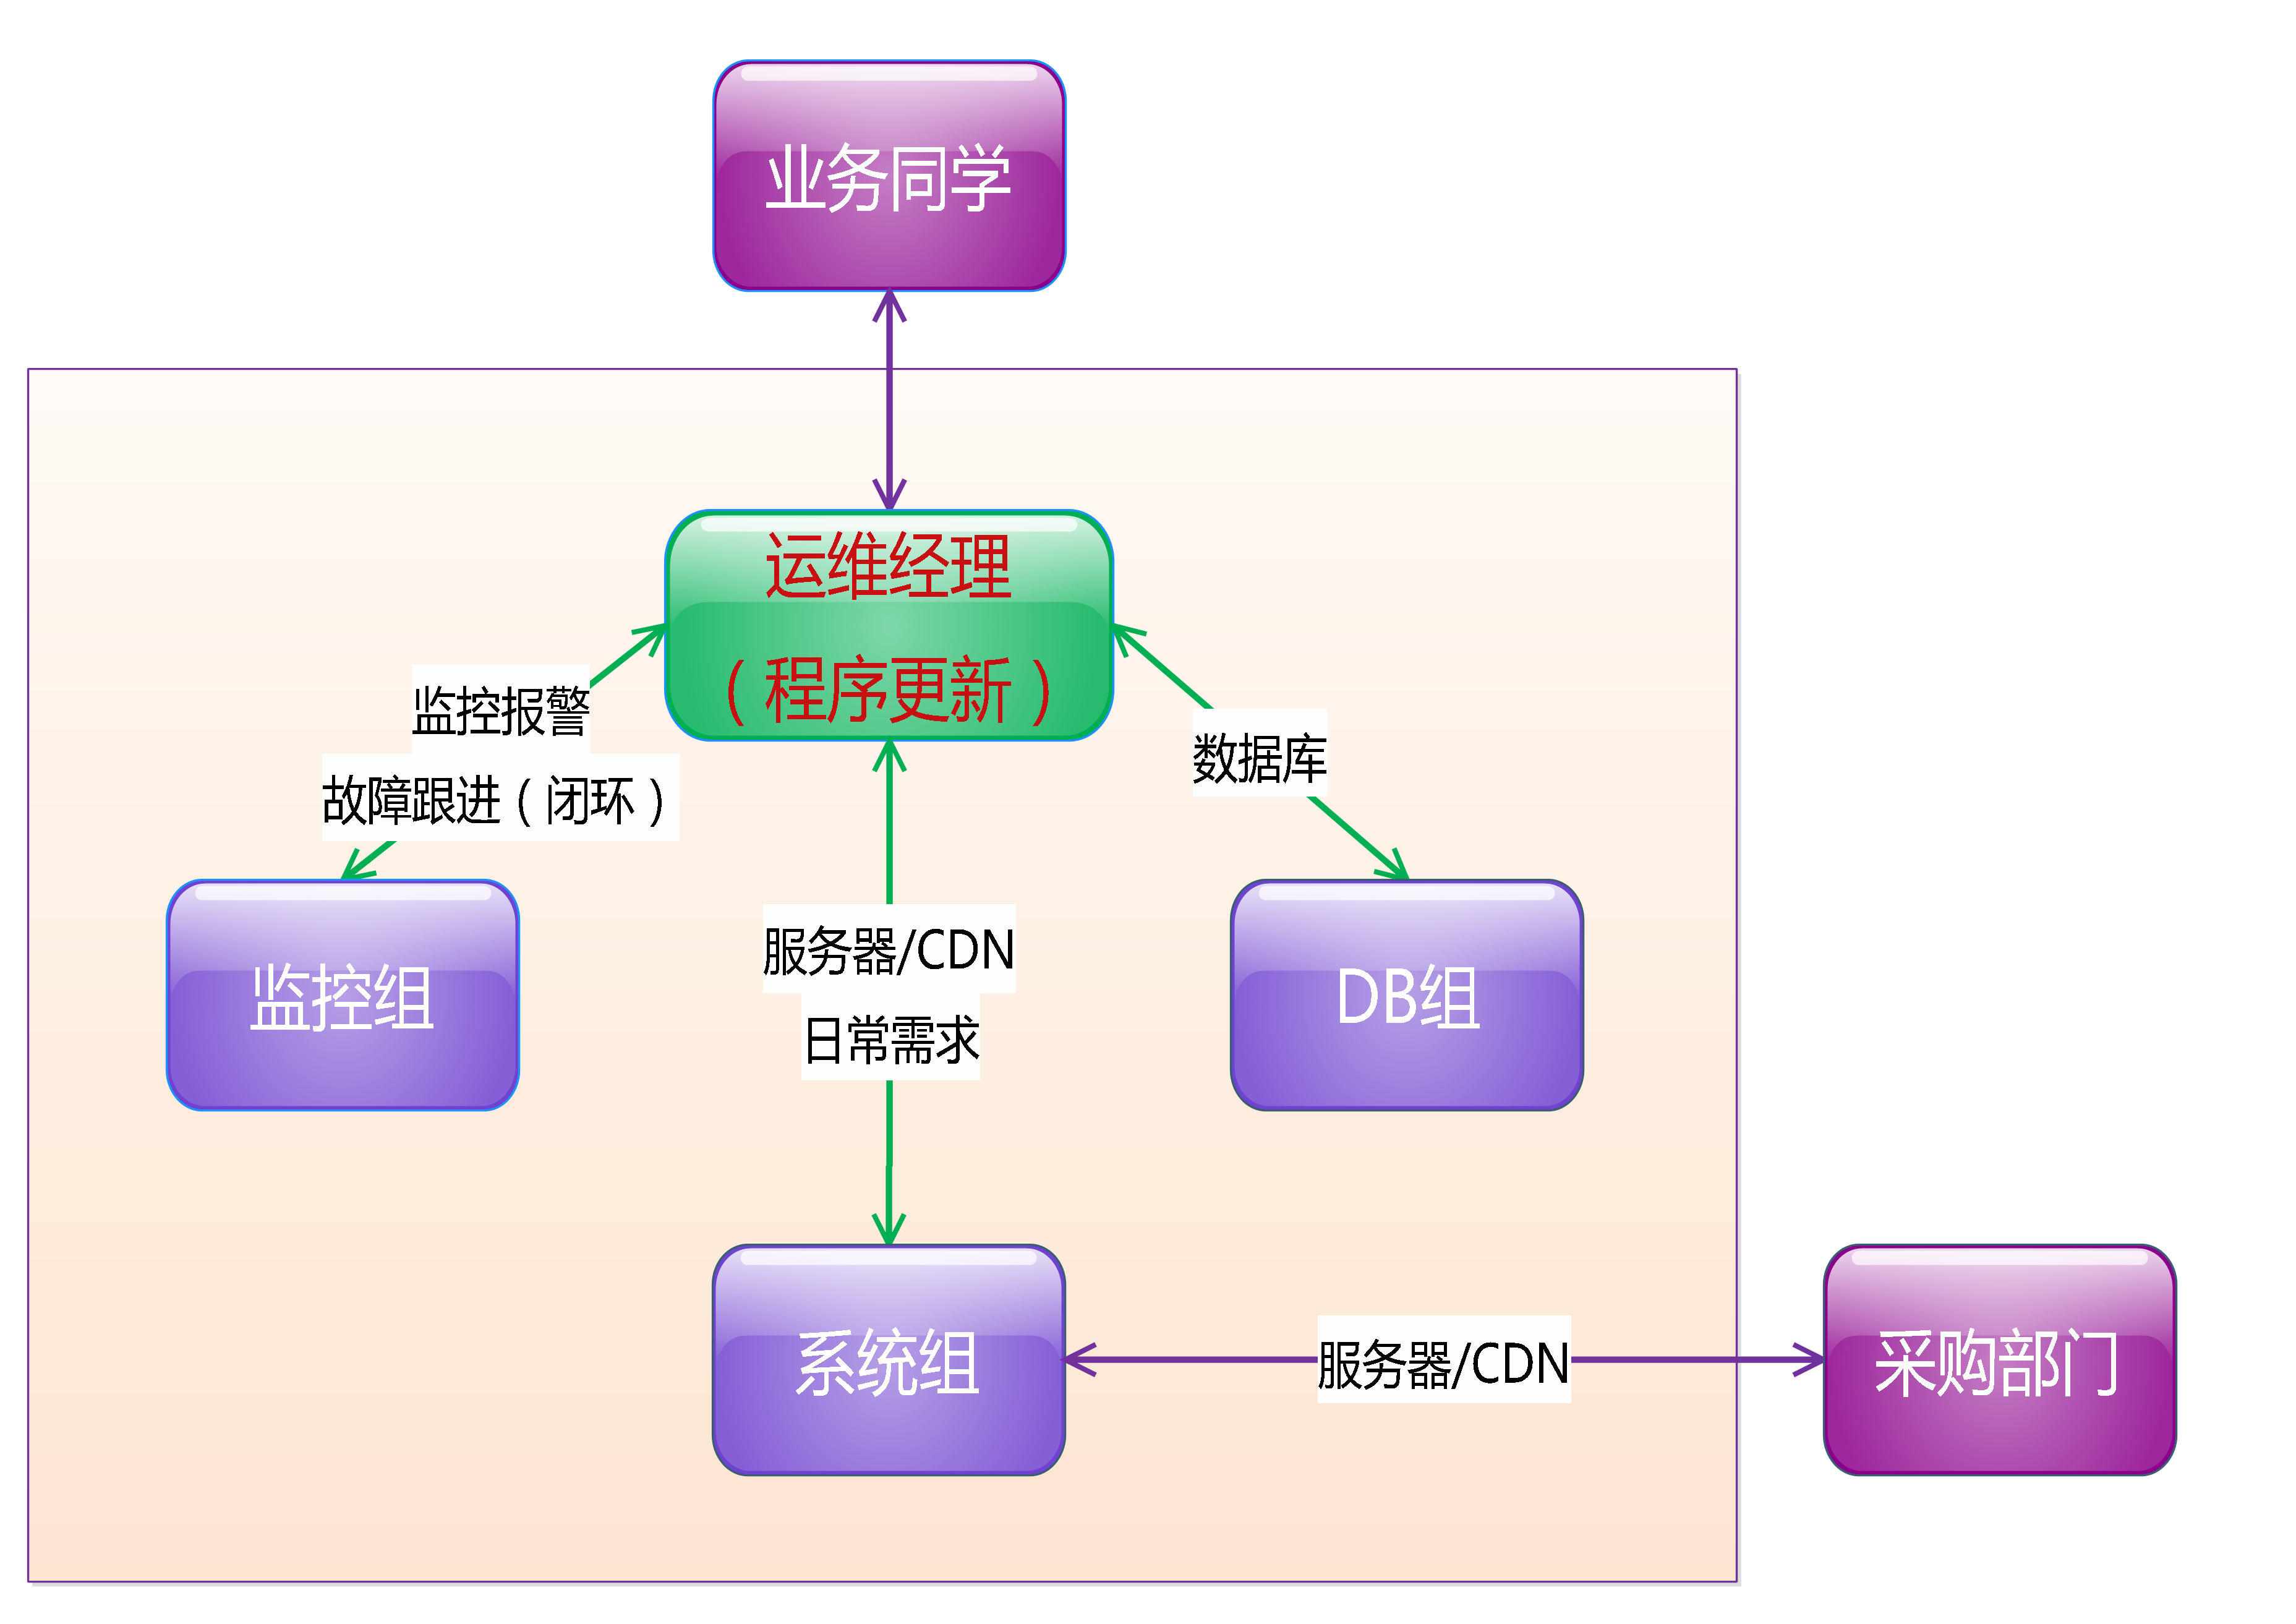 业务同学
运维经理
（程序更新）
监控报警
故障跟进（闭环）
数据库
服务器/CDN
日常需求
监控组
DB组
系统组
服务器/CDN
采购部门